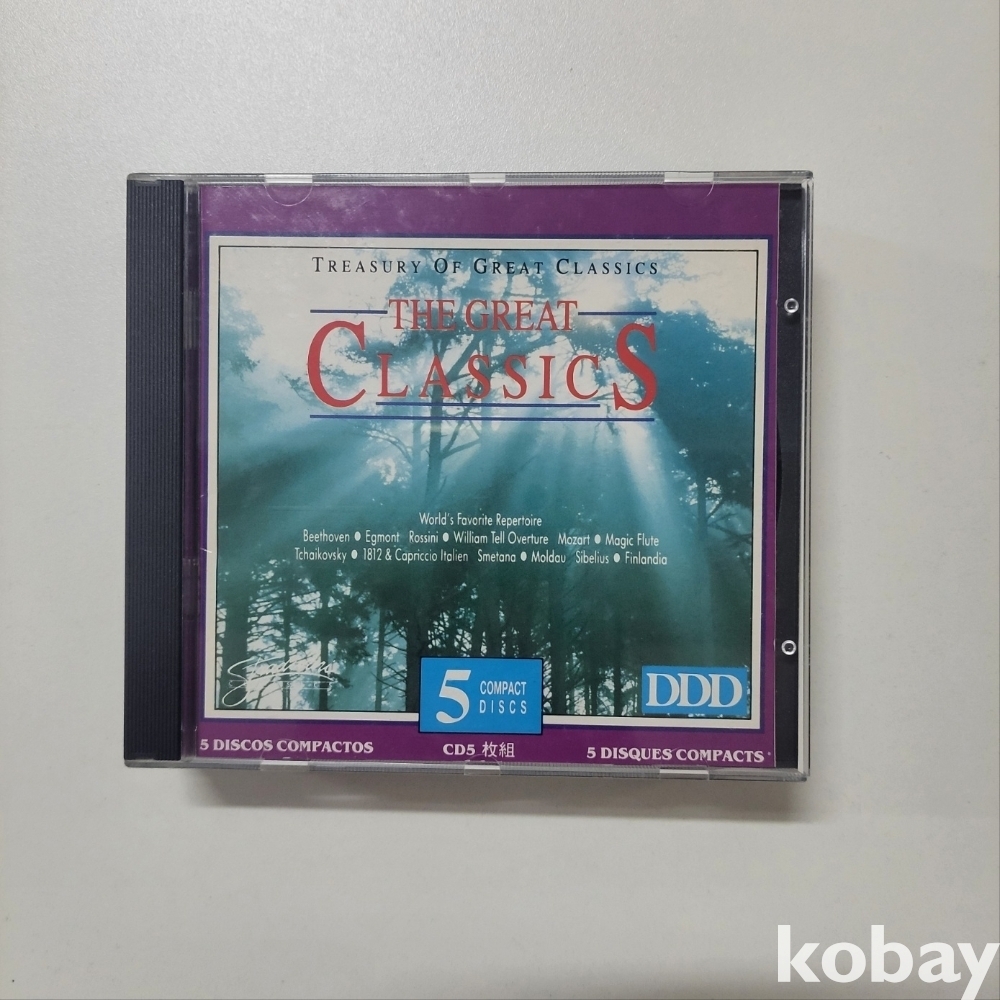 TREASURY OF GREAT CLASSICS
THE GREAT
CLASSICS
World's Favorite Repertoire
Beethoven ● Egmont Rossini ● William Tell Overture Mozart ● Magic Flute
Tchaikovsky ● 1812 & Capriccio Italien Smetana ● Moldau Sibelius ● Finlandia
5 COMPACT
DISCS
DDD
5 DISCOS COMPACTOS CD5 枚組 5 DISQUES COMPACTS
kobay